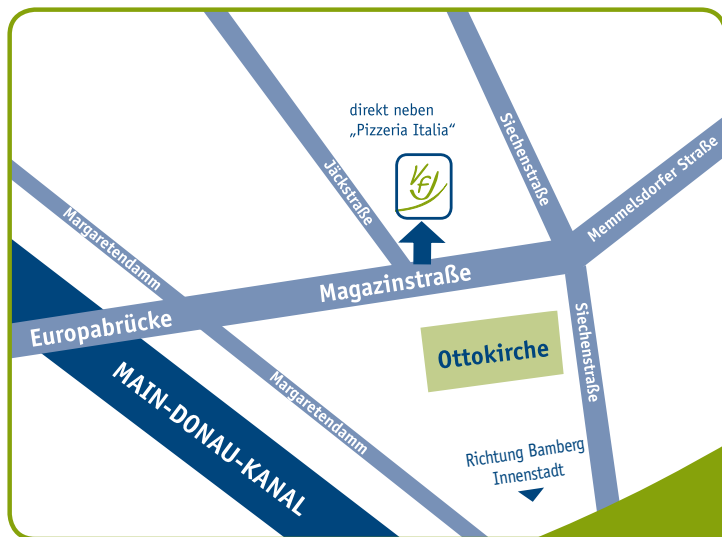 direkt neben
„Pizzeria Italia“
VfJ
Siechenstraße
Jäckstraße
Memmelsdorfer Straße
Margaretendamm
Magazinstraße
Europabrücke
Siechenstraße
Ottokirche
MAIN-DONAU-KANAL
Margaretendamm
Richtung Bamberg
Innenstadt